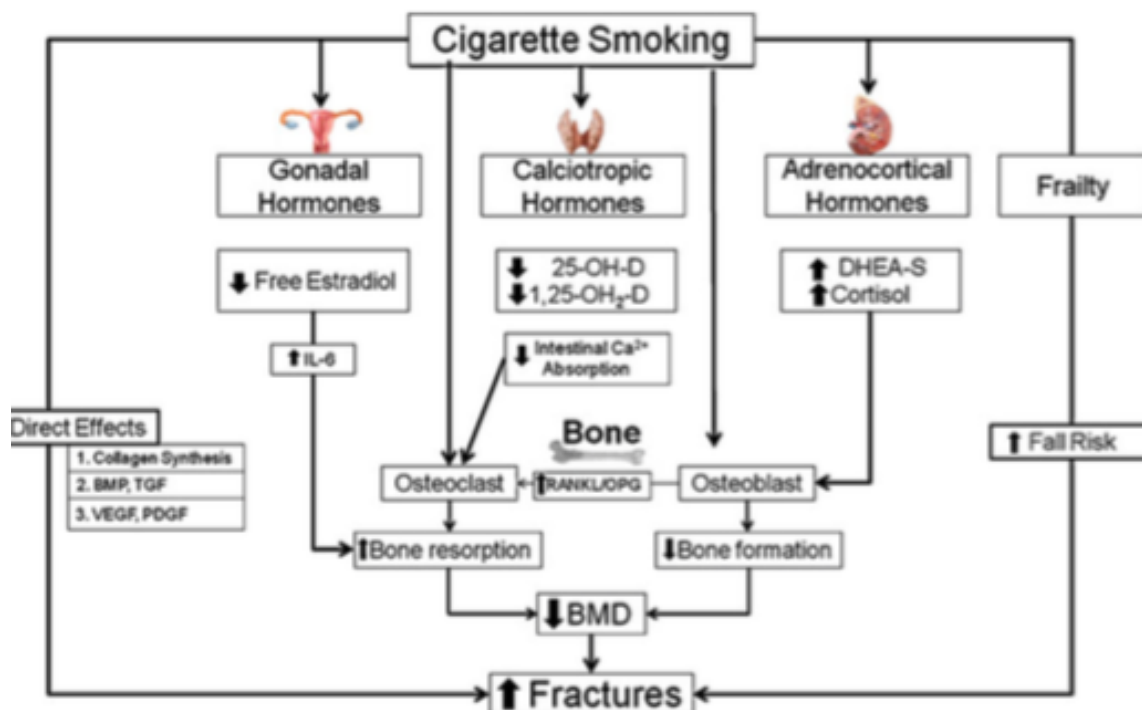 Cigarette Smoking
Gonadal
Hormones
Calciotropic
Hormones
Adrenocortical
Hormones
Frailty
⬇ Free Estradiol
⬇ 25-OH-D
⬇ 1,25-OH₂-D
⬆ DHEA-S
⬆ Cortisol
⬆ IL-6
⬇ Intestinal Ca²⁺
Absorption
Direct Effects
1. Collagen Synthesis
2. BMP, TGF
3. VEGF, PDGF
Bone
⬆ Fall Risk
Osteoclast
⬆RANKL/OPG
Osteoblast
⬆Bone resorption
⬇Bone formation
⬇BMD
⬆ Fractures